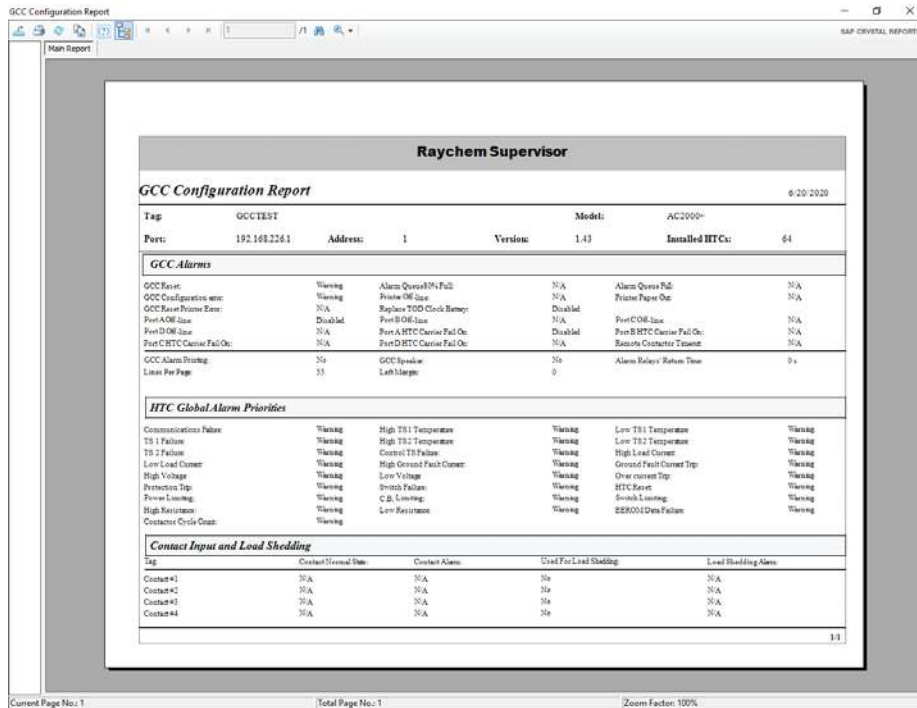 GCC Configuration Report
1 /1 SAP CRYSTAL REPORTS
Main Report
Raychem Supervisor
GCC Configuration Report 6/20/2020
Tag: GCCTEST Model: AC2000+
Port: 192.168.226.1 Address: 1 Version: 1.43 Installed HTCs: 64
GCC Alarms
GCC Reset: Warning Alarm Queue 80% Full: N/A Alarm Queue Full: N/A
GCC Configuration error: Warning Printer Off-line: N/A Printer Paper Out: N/A
GCC Reset Printer Error: N/A Replace TOD Clock Battery: Disabled
Port A Off-line: Disabled Port B Off-line: N/A Port C Off-line: N/A
Port D Off-line: N/A Port A HTC Carrier Fail On: Disabled Port B HTC Carrier Fail On: N/A
Port C HTC Carrier Fail On: N/A Port D HTC Carrier Fail On: N/A Remote Contactor Timeout: N/A
GCC Alarm Printing: No GCC Speaker: No Alarm Relays' Return Time: 0 s
Lines Per Page: 55 Left Margin: 0
HTC Global Alarm Priorities
Communications Failure: Warning High TS1 Temperature Warning Low TS1 Temperature Warning
TS 1 Failure: Warning High TS2 Temperature Warning Low TS2 Temperature Warning
TS 2 Failure: Warning Control TS Failure: Warning High Load Current: Warning
Low Load Current: Warning High Ground Fault Current: Warning Ground Fault Current Trip: Warning
High Voltage Warning Low Voltage Warning Over current Trip: Warning
Protection Trip: Warning Switch Failure: Warning HTC Reset: Warning
Power Limiting: Warning C.B. Limiting: Warning Switch Limiting: Warning
High Resistance: Warning Low Resistance: Warning EEROM Data Failure: Warning
Contactor Cycle Count: Warning
Contact Input and Load Shedding
Tag: Contact Normal State: Contact Alarm: Used For Load Shedding: Load Shedding Alarm:
Contact #1 N/A N/A No N/A
Contact #2 N/A N/A No N/A
Contact #3 N/A N/A No N/A
Contact #4 N/A N/A No N/A
1/1
Current Page No.: 1 Total Page No.: 1 Zoom Factor: 100%